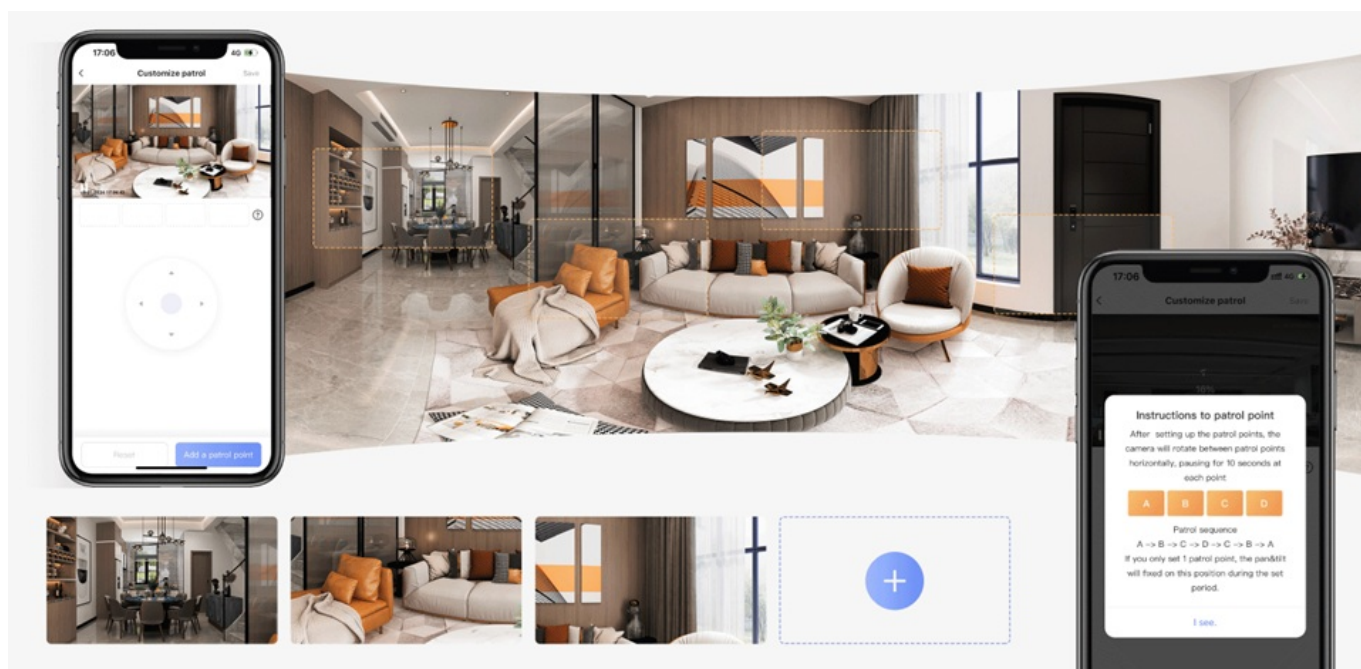 17:06
4G
Customize patrol
Save
Reset
Add a patrol point
17:06
4G
Customize patrol
Save
16%
Instructions to patrol point
After setting up the patrol points, the
camera will rotate between patrol points
horizontally, pausing for 10 seconds at
each point
A B C D
Patrol sequence
A -> B -> C -> D -> C -> B -> A
If you only set 1 patrol point, the pan&tilt
will fixed on this position during the set
period.
I see.